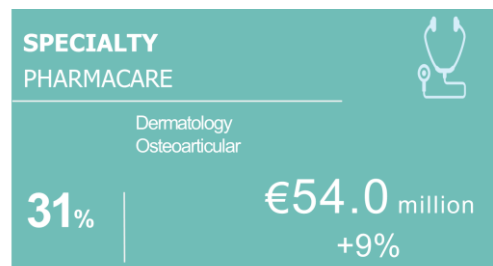 SPECIALTY
PHARMACARE
Dermatology
Osteoarticular
31%
€54.0 million
+9%